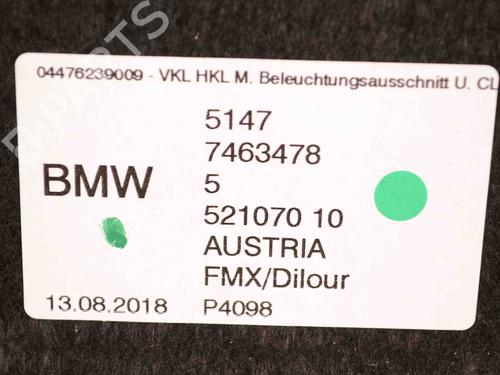 04476239009 - VKL HKL M. Beleuchtungsausschnitt U. CL
5147
7463478
BMW
5
521070 10
AUSTRIA
FMX/Dilour
13.08.2018
P4098